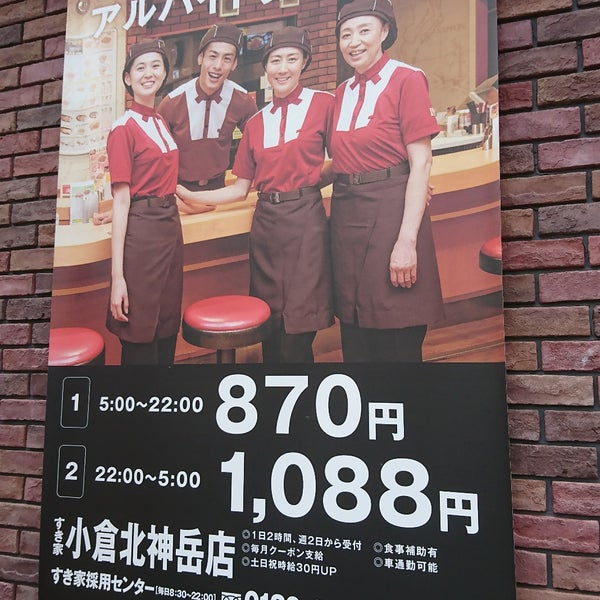 アルバイト
1 5:00~22:00 870円
2 22:00~5:00 1,088円
すき家 小倉北神岳店
◎1日2時間、週2日から受付 ◎食事補助有
◎毎月クーポン支給 ◎車通勤可能
◎土日祝時給30円UP
すき家採用センター[毎日8:30~22:00] 0120